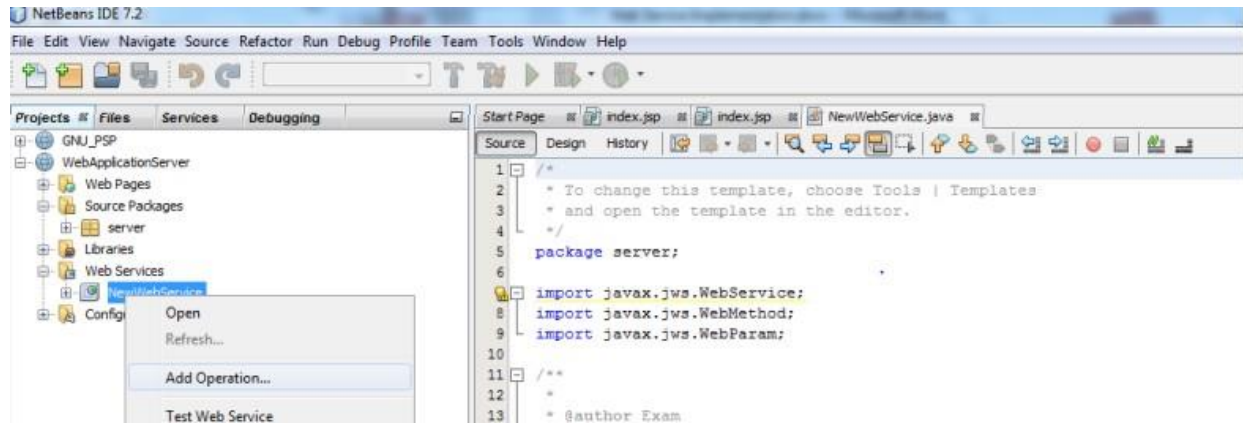 NetBeans IDE 7.2
File Edit View Navigate Source Refactor Run Debug Profile Team Tools Window Help
Projects Files Services Debugging
GNU_PSP
WebApplicationServer
Web Pages
Source Packages
server
Libraries
Web Services
NewWebService
Config
Open
Refresh...
Add Operation...
Test Web Service
Start Page index.jsp index.jsp NewWebService.java
Source Design History
1 /*
2 * To change this template, choose Tools | Templates
3 * and open the template in the editor.
4 */
5 package server;
6
import javax.jws.WebService;
8 import javax.jws.WebMethod;
9 import javax.jws.WebParam;
10
11 /**
12 *
13 * @author Exam